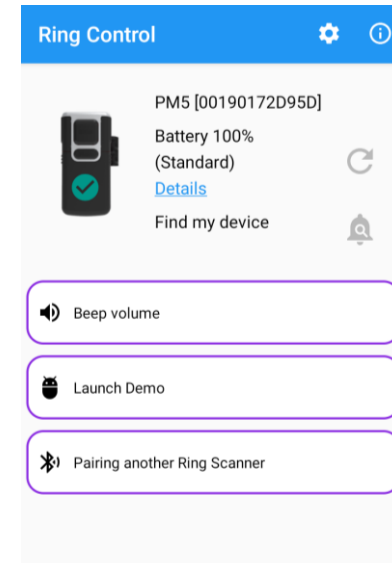 Ring Control
PM5 [00190172D95D]
Battery 100%
(Standard)
Details
Find my device
Beep volume
Launch Demo
Pairing another Ring Scanner